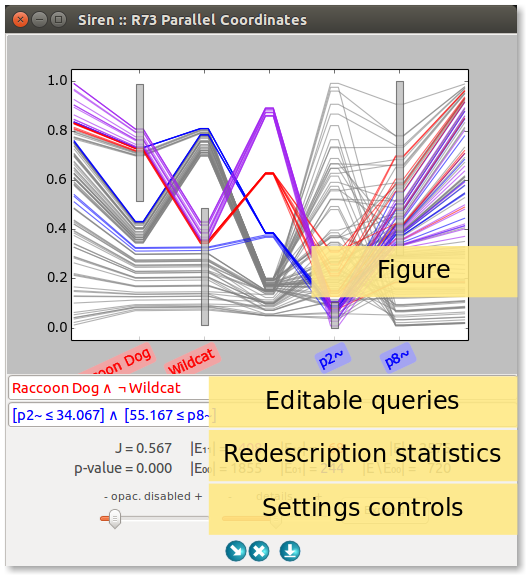 Siren :: R73 Parallel Coordinates
1.0
0.8
0.6
0.4
0.2
0.0
Figure
Dog
Wildcat
p2~
p8~
Raccoon Dog ∧ ¬ Wildcat
Editable queries
[p2~ ≤ 34.067] ∧ [55.167 ≤ p8~]
J = 0.567
Redescription statistics
p-value = 0.000 |E₀₀| = 1855 |E₀₁| = 244 |E\E₀₀| 720
- opac. disabled + - details
Settings controls